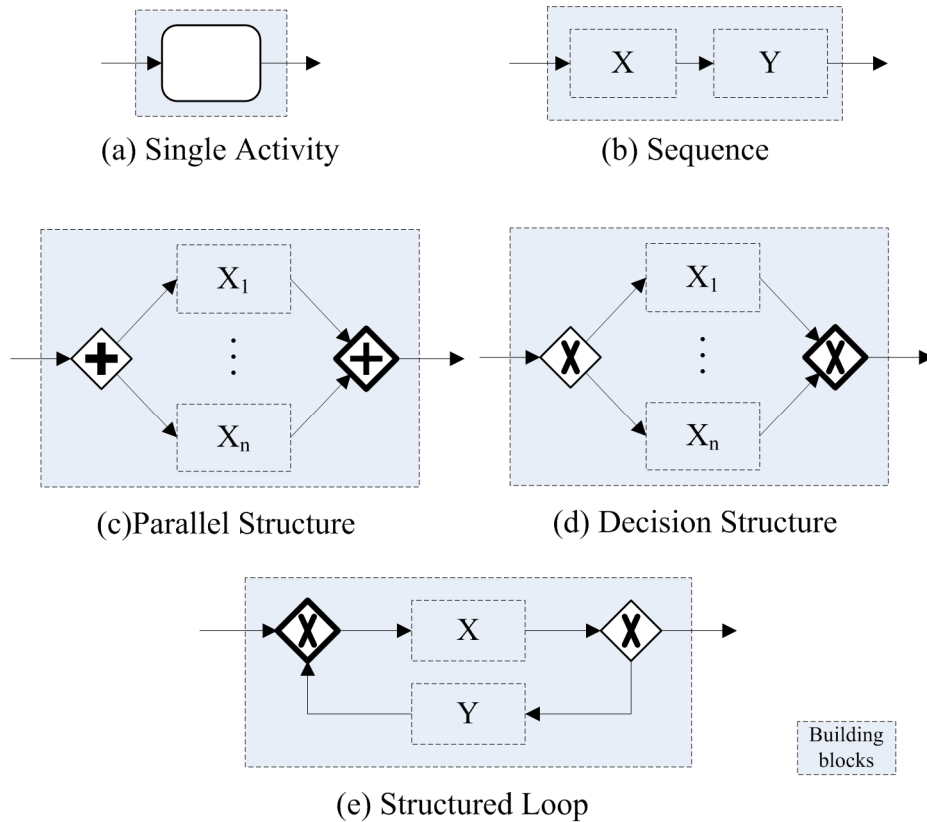 (a) Single Activity
X Y
(b) Sequence
X₁
⋮
Xₙ
(c)Parallel Structure
X₁
⋮
Xₙ
(d) Decision Structure
X
Y
(e) Structured Loop
Building
blocks